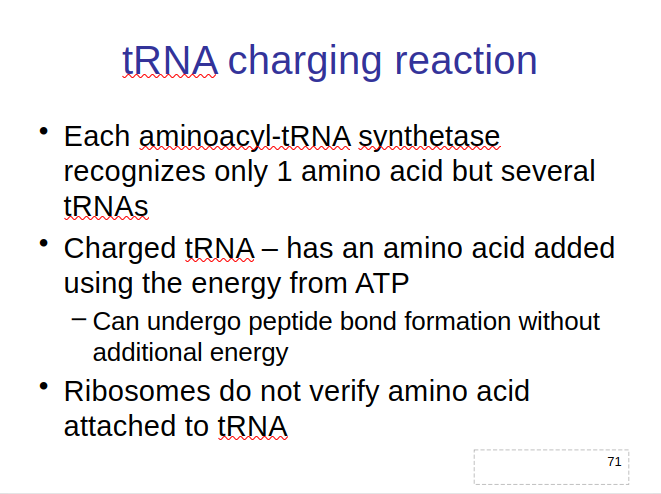 tRNA charging reaction
• Each aminoacyl-tRNA synthetase
recognizes only 1 amino acid but several
tRNAs
• Charged tRNA – has an amino acid added
using the energy from ATP
– Can undergo peptide bond formation without
additional energy
• Ribosomes do not verify amino acid
attached to tRNA
71